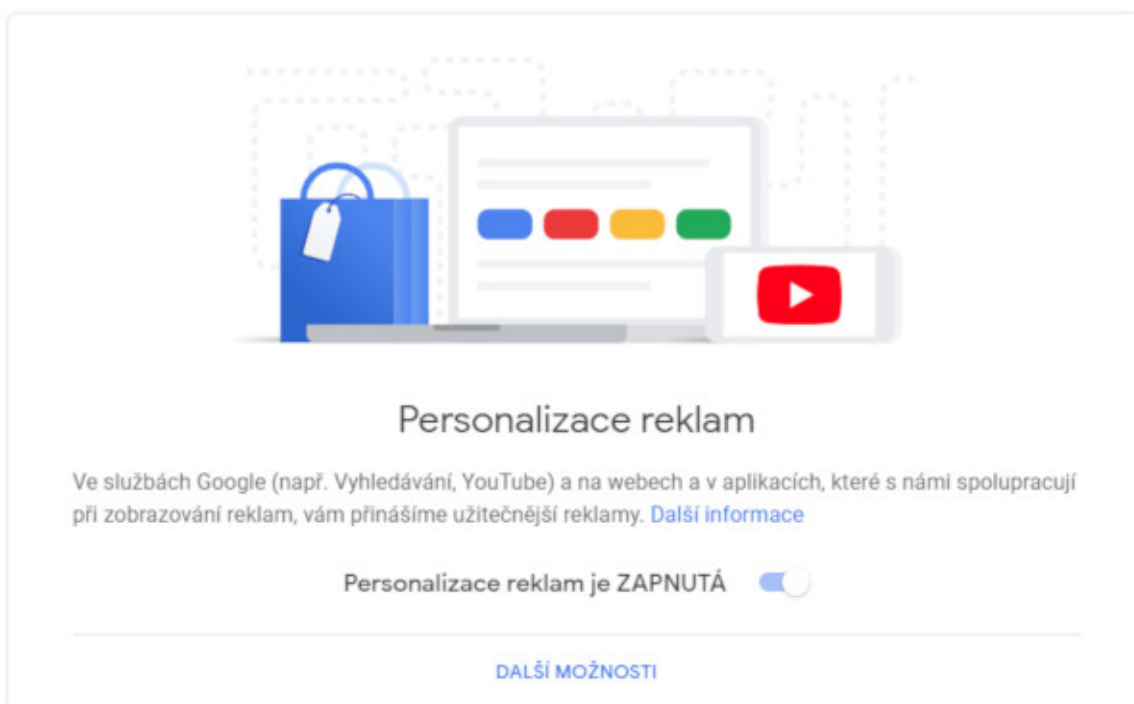 Personalizace reklam
Ve službách Google (např. Vyhledávání, YouTube) a na webech a v aplikacích, které s námi spolupracují
při zobrazování reklam, vám přinášíme užitečnější reklamy. Další informace
Personalizace reklam je ZAPNUTÁ
DALŠÍ MOŽNOSTI